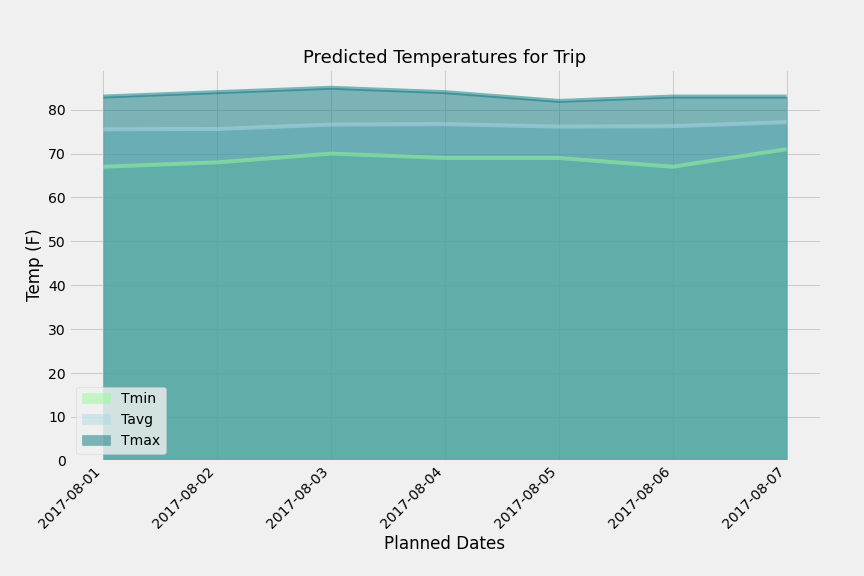 Predicted Temperatures for Trip
Temp (F)
80
70
60
50
40
30
20
10
0
Tmin
Tavg
Tmax
2017-08-01
2017-08-02
2017-08-03
2017-08-04
2017-08-05
2017-08-06
2017-08-07
Planned Dates